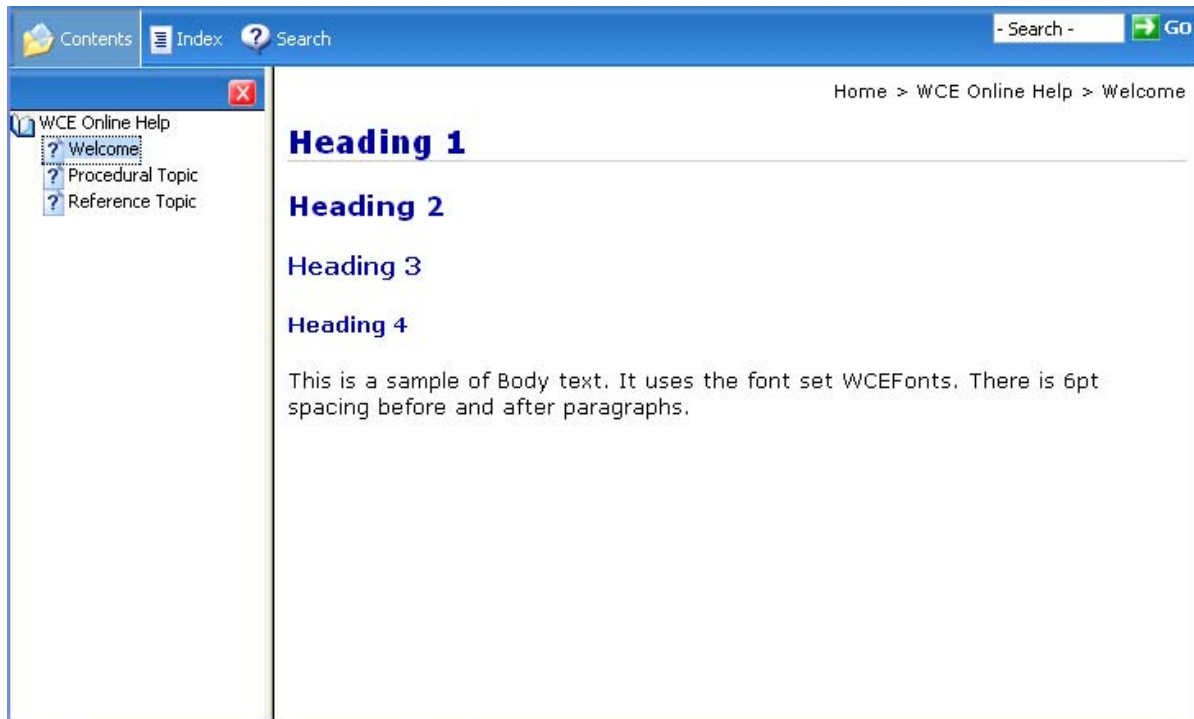 Contents Index Search - Search - GO
Home > WCE Online Help > Welcome
WCE Online Help
Welcome
Procedural Topic
Reference Topic
Heading 1
Heading 2
Heading 3
Heading 4
This is a sample of Body text. It uses the font set WCEFonts. There is 6pt
spacing before and after paragraphs.